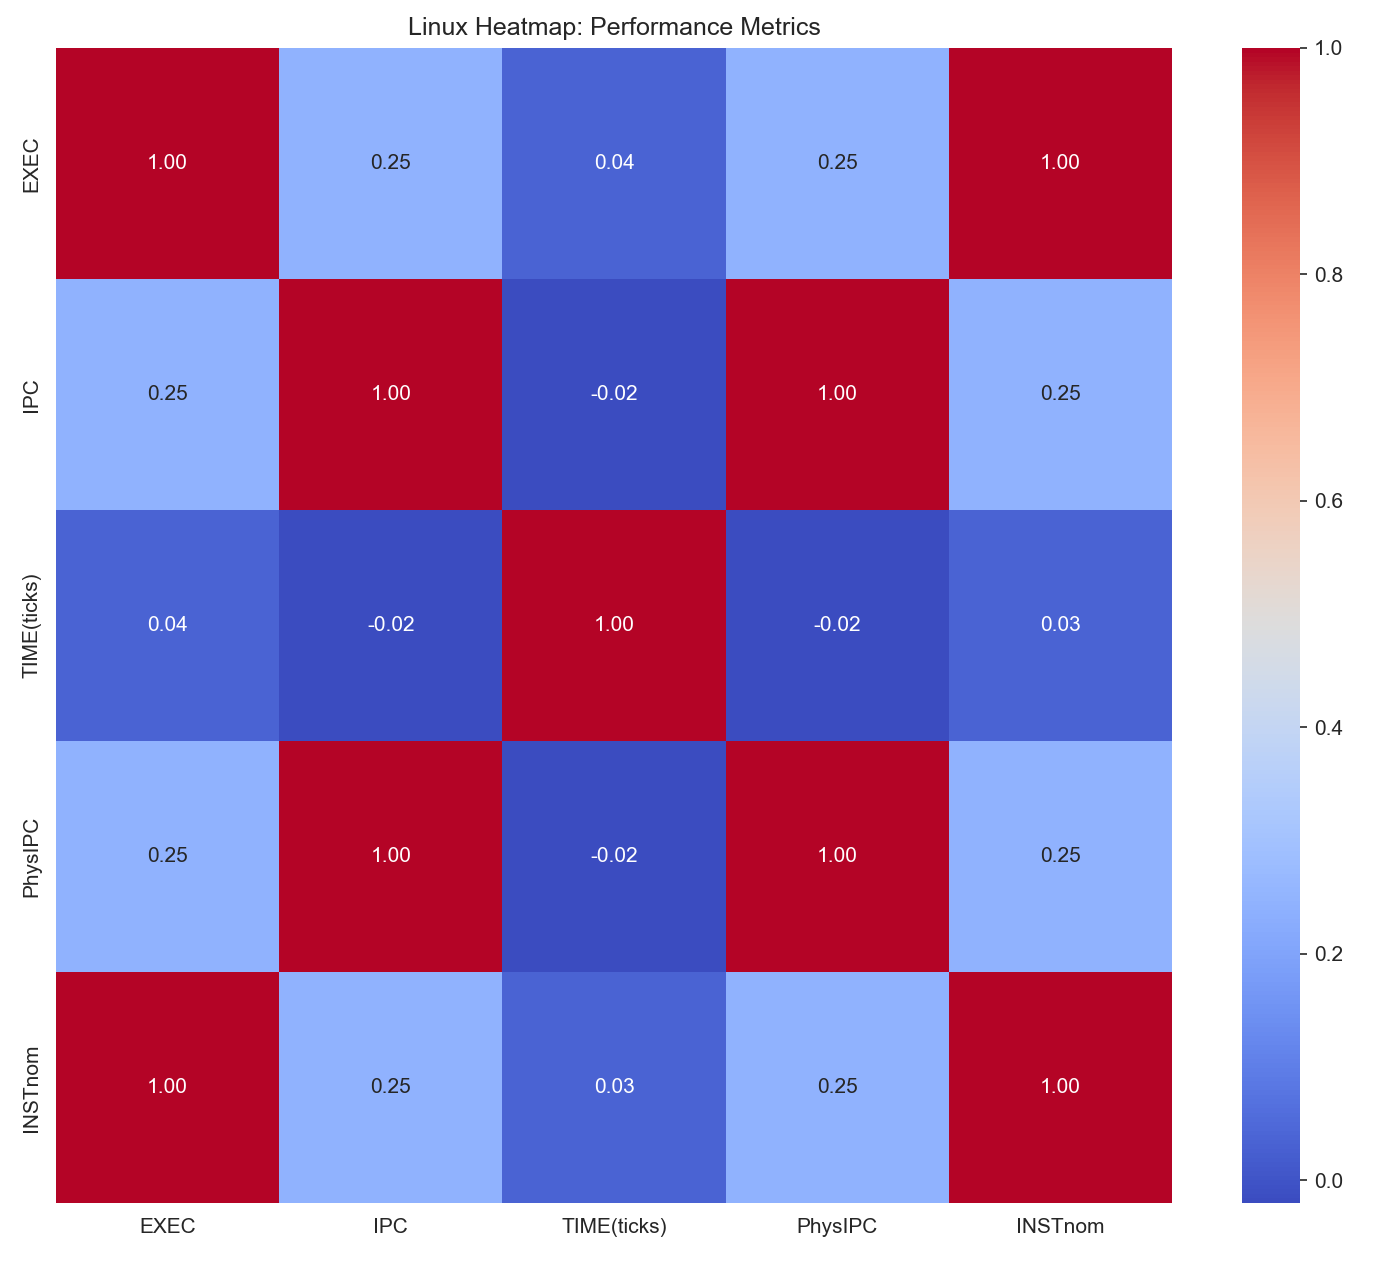 Linux Heatmap: Performance Metrics
EXEC 1.00 0.25 0.04 0.25 1.00
IPC 0.25 1.00 -0.02 1.00 0.25
TIME(ticks) 0.04 -0.02 1.00 -0.02 0.03
PhysIPC 0.25 1.00 -0.02 1.00 0.25
INSTnom 1.00 0.25 0.03 0.25 1.00
EXEC IPC TIME(ticks) PhysIPC INSTnom
1.0
0.8
0.6
0.4
0.2
0.0